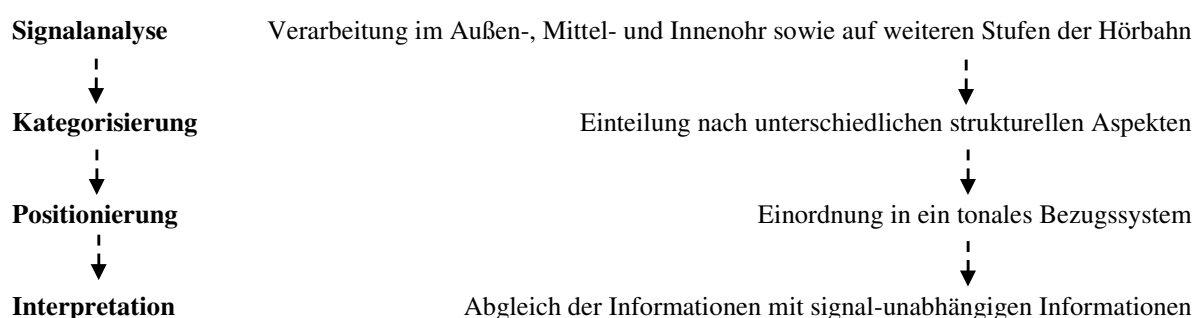 Signalanalyse Verarbeitung im Außen-, Mittel- und Innenohr sowie auf weiteren Stufen der Hörbahn
Kategorisierung Einteilung nach unterschiedlichen strukturellen Aspekten
Positionierung Einordnung in ein tonales Bezugssystem
Interpretation Abgleich der Informationen mit signal-unabhängigen Informationen